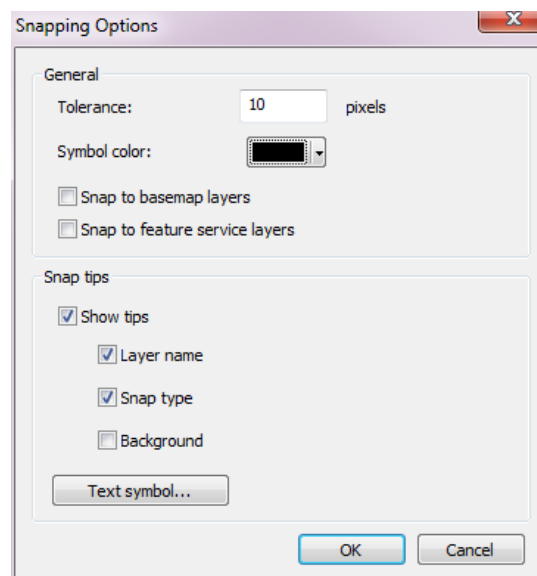 Snapping Options
General
Tolerance: 10 pixels
Symbol color:
Snap to basemap layers
Snap to feature service layers
Snap tips
Show tips
Layer name
Snap type
Background
Text symbol...
OK Cancel